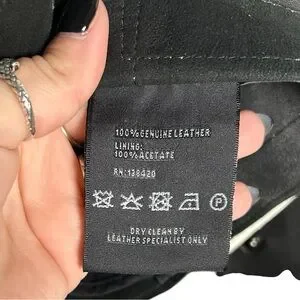 100% GENUINE LEATHER
LINING:
100% ACETATE
RN: 138420
P
DRY CLEAN BY
LEATHER SPECIALIST ONLY